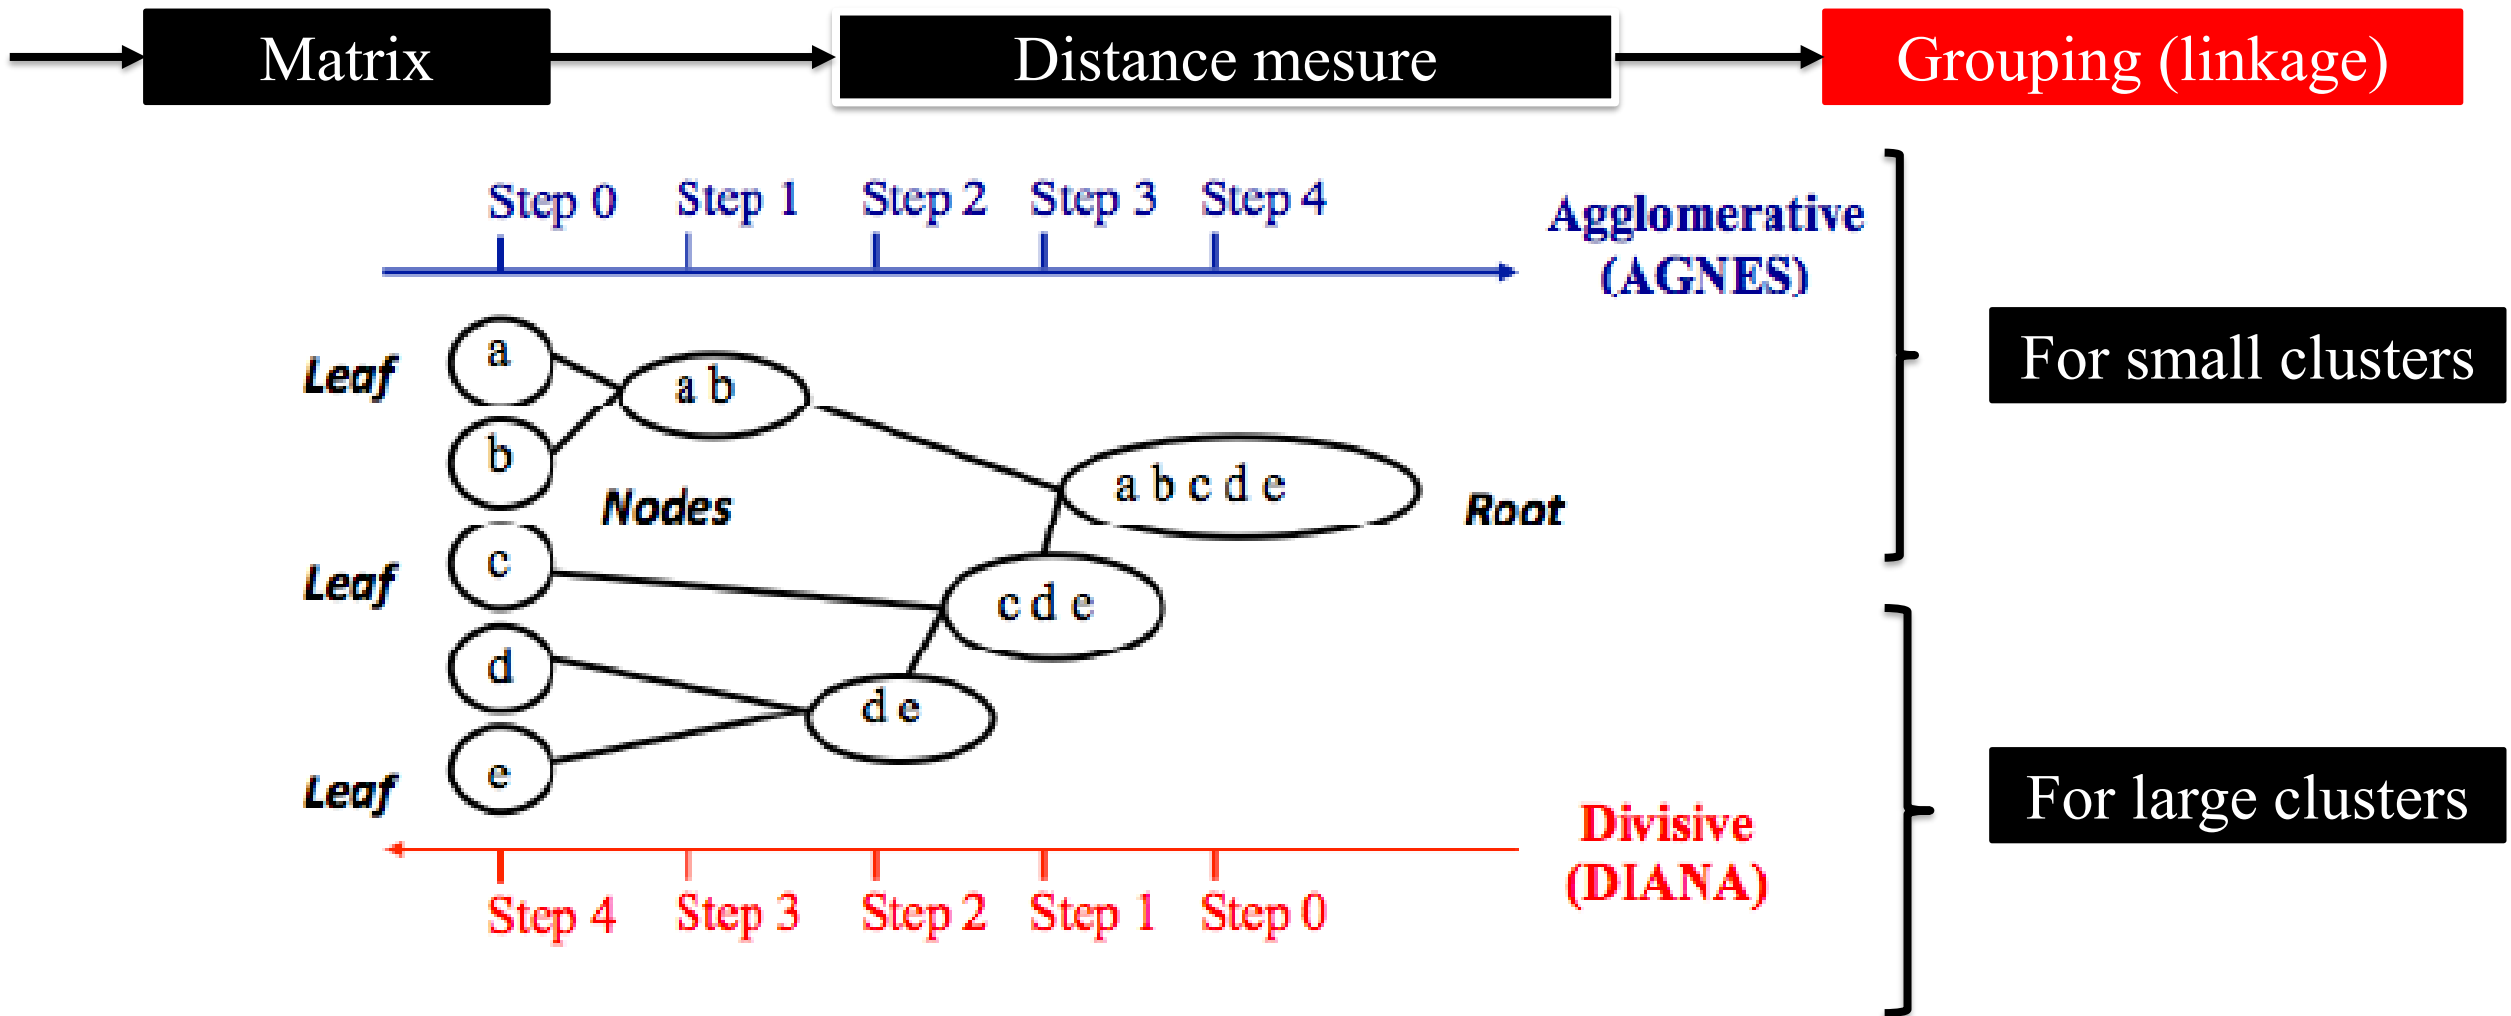 Matrix
Distance mesure
Grouping (linkage)
Step 0
Step 1
Step 2
Step 3
Step 4
Agglomerative
(AGNES)
For small clusters
Leaf
a
a b
b
a b c d e
Nodes
Root
Leaf
c
c d e
d
d e
Leaf
e
For large clusters
Divisive
(DIANA)
Step 4
Step 3
Step 2
Step 1
Step 0